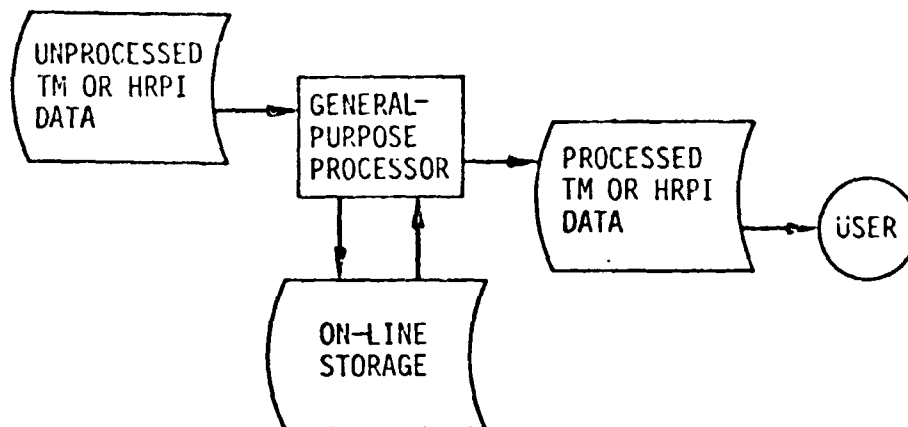 UNPROCESSED
TM OR HRPI
DATA
GENERAL-
PURPOSE
PROCESSOR
PROCESSED
TM OR HRPI
DATA
USER
ON-LINE
STORAGE